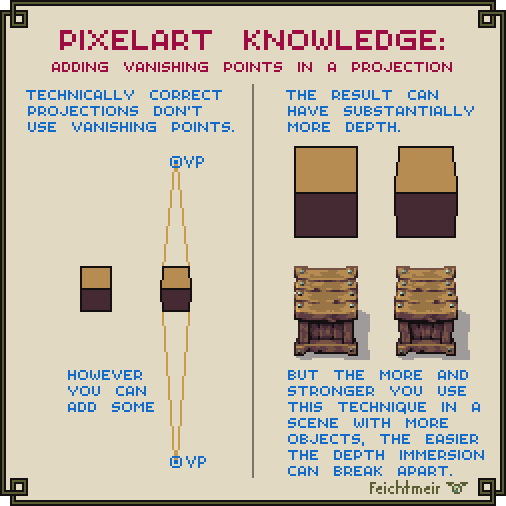 PIXELART KNOWLEDGE:
ADDING VANISHING POINTS IN A PROJECTION
TECHNICALLY CORRECT
PROJECTIONS DON'T
USE VANISHING POINTS.
VP
HOWEVER
YOU CAN
ADD SOME
VP
THE RESULT CAN
HAVE SUBSTANTIALLY
MORE DEPTH.
BUT THE MORE AND
STRONGER YOU USE
THIS TECHNIQUE IN A
SCENE WITH MORE
OBJECTS, THE EASIER
THE DEPTH IMMERSION
CAN BREAK APART.
Feichtmeir